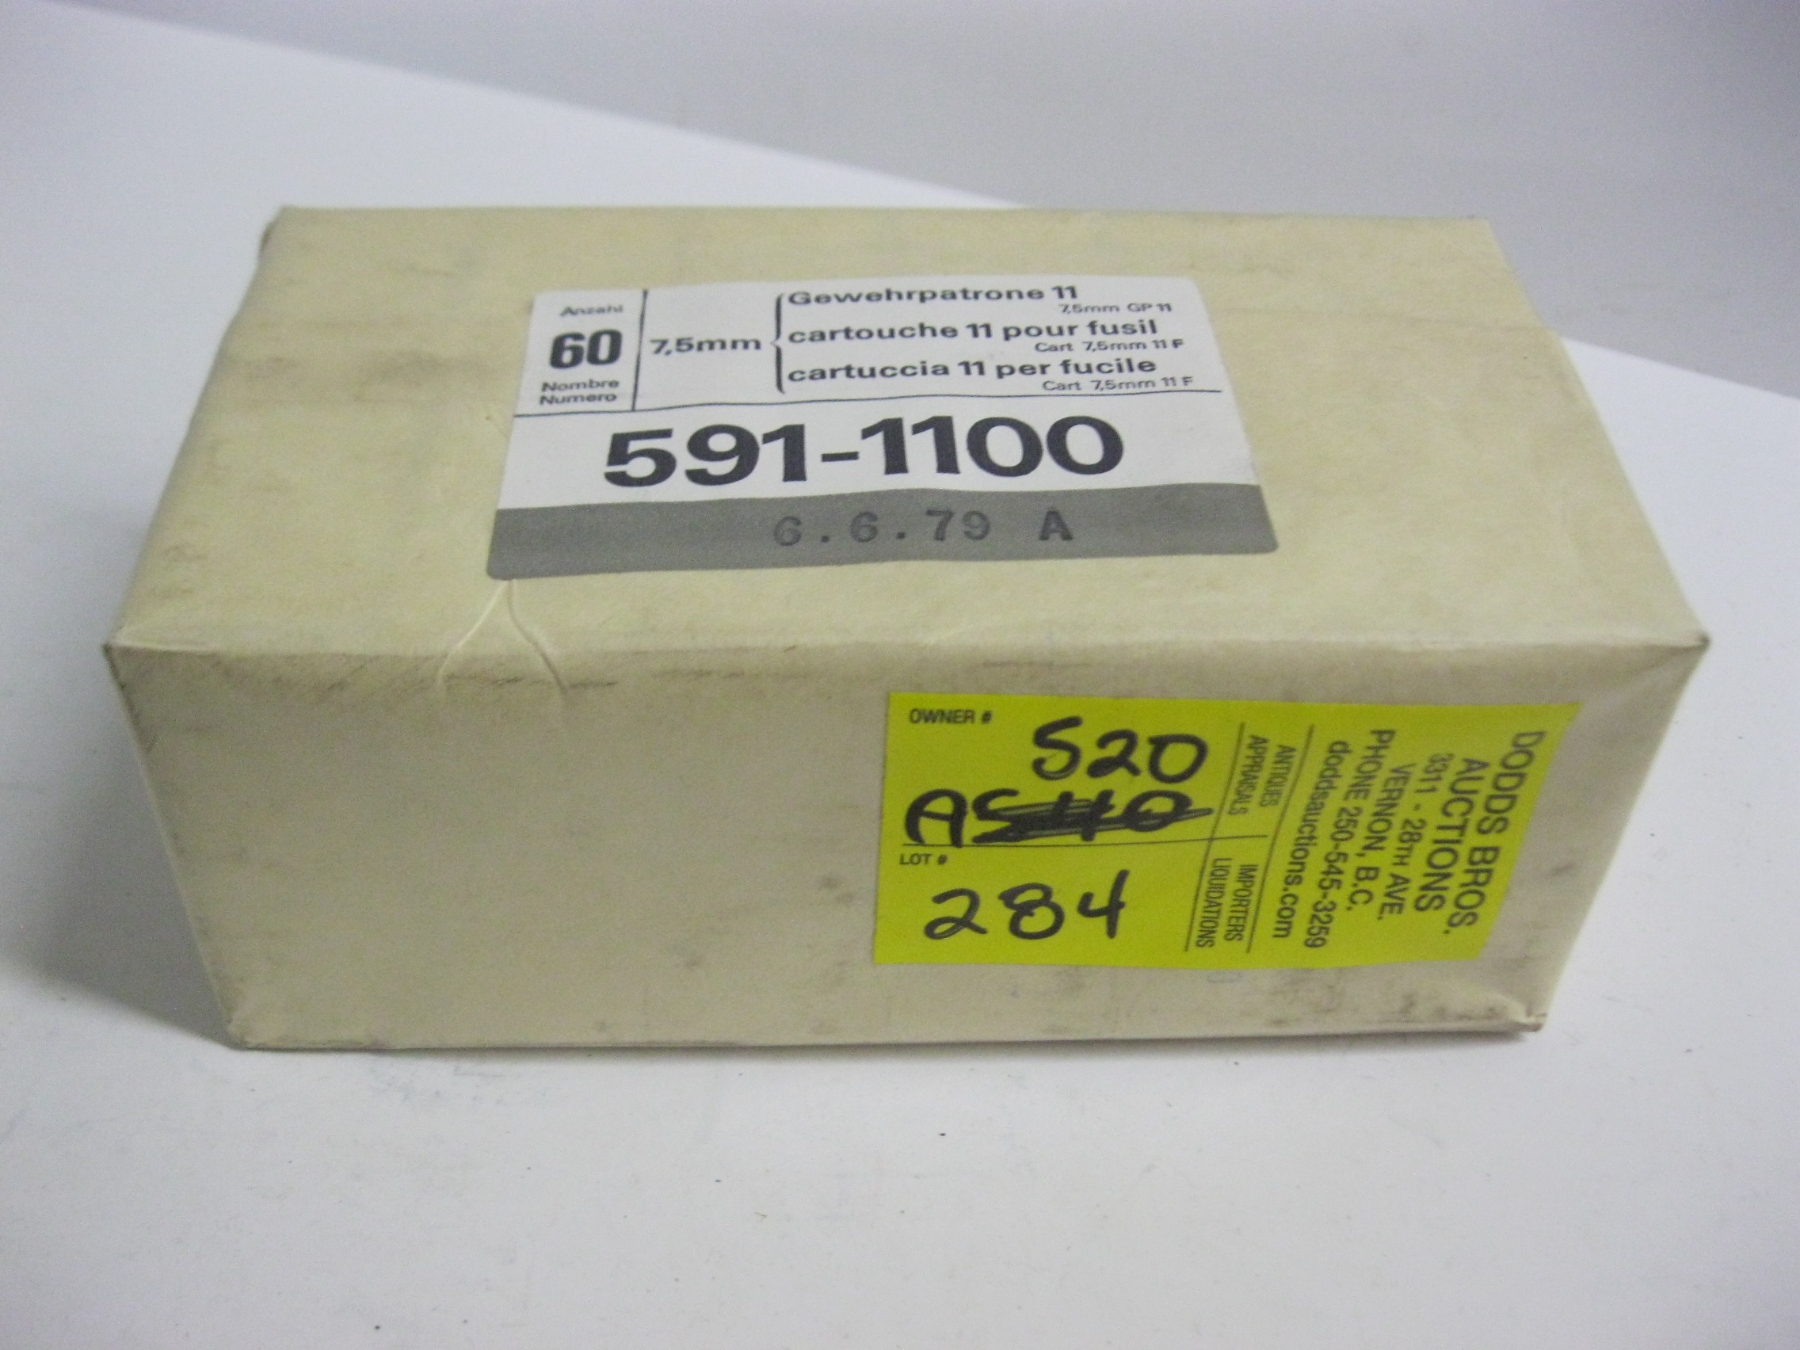 Anzahl
60
Nombre
Numero
7,5mm
Gewehrpatrone 11
7,5mm GP 11
cartouche 11 pour fusil
Cart 7,5mm 11 F
cartuccia 11 per fucile
Cart 7,5mm 11 F
591-1100
6.6.79 A
OWNER #
520
LOT #
284
ANTIQUES
APPRAISALS
IMPORTERS
LIQUIDATIONS
DODDS BROS.
AUCTIONS
3311 - 28TH AVE.
VERNON, B.C.
PHONE 250-545-3259
doddsauctions.com